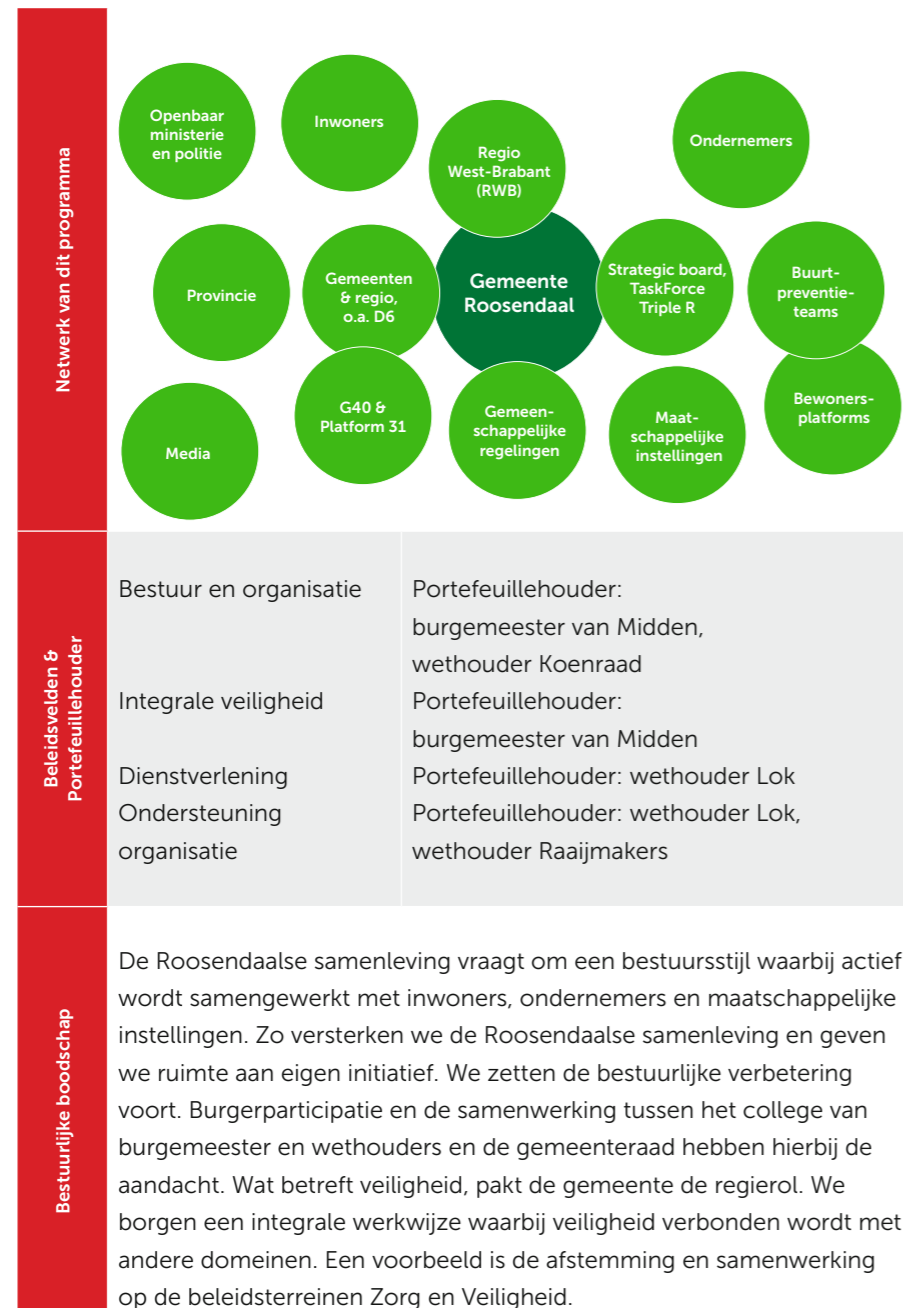 Netwerk van dit programma
Openbaar
ministerie
en politie
Inwoners
Regio
West-Brabant
(RWB)
Ondernemers
Provincie
Gemeenten
& regio,
o.a. D6
Gemeente
Roosendaal
Strategic board,
TaskForce
Triple R
Buurt-
preventie-
teams
Media
G40 &
Platform 31
Gemeen-
schappelijke
regelingen
Maat-
schappelijke
instellingen
Bewoners-
platforms
Beleidsvelden &
Portefeuillehouder
Bestuur en organisatie
Portefeuillehouder:
burgemeester van Midden,
wethouder Koenraad
Integrale veiligheid
Portefeuillehouder:
burgemeester van Midden
Dienstverlening
Portefeuillehouder: wethouder Lok
Ondersteuning
organisatie
Portefeuillehouder: wethouder Lok,
wethouder Raaijmakers
Bestuurlijke boodschap
De Roosendaalse samenleving vraagt om een bestuursstijl waarbij actief
wordt samengewerkt met inwoners, ondernemers en maatschappelijke
instellingen. Zo versterken we de Roosendaalse samenleving en geven
we ruimte aan eigen initiatief. We zetten de bestuurlijke verbetering
voort. Burgerparticipatie en de samenwerking tussen het college van
burgemeester en wethouders en de gemeenteraad hebben hierbij de
aandacht. Wat betreft veiligheid, pakt de gemeente de regierol. We
borgen een integrale werkwijze waarbij veiligheid verbonden wordt met
andere domeinen. Een voorbeeld is de afstemming en samenwerking
op de beleidsterreinen Zorg en Veiligheid.